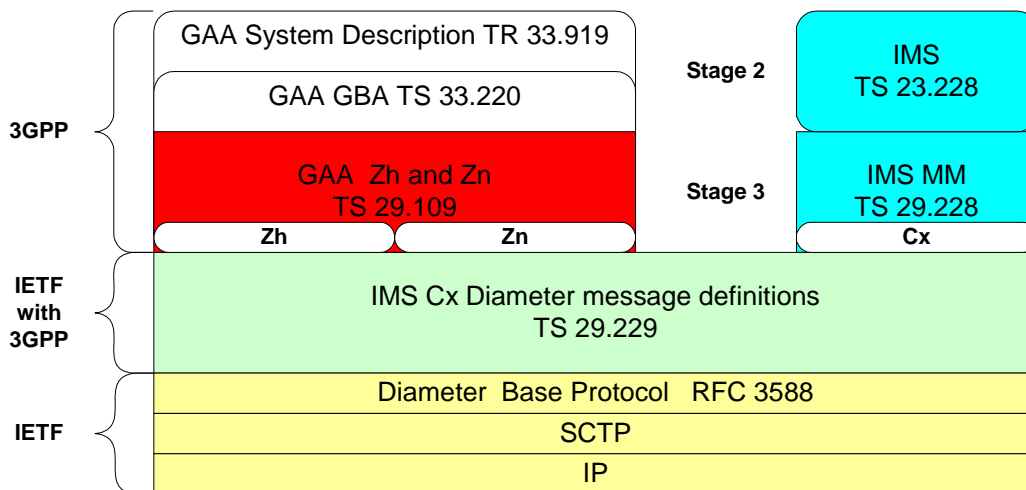 GAA System Description TR 33.919
GAA GBA TS 33.220
Stage 2
IMS
TS 23.228
3GPP
GAA Zh and Zn
TS 29.109
Stage 3
IMS MM
TS 29.228
Zh
Zn
Cx
IETF
with
3GPP
IMS Cx Diameter message definitions
TS 29.229
Diameter Base Protocol RFC 3588
IETF
SCTP
IP